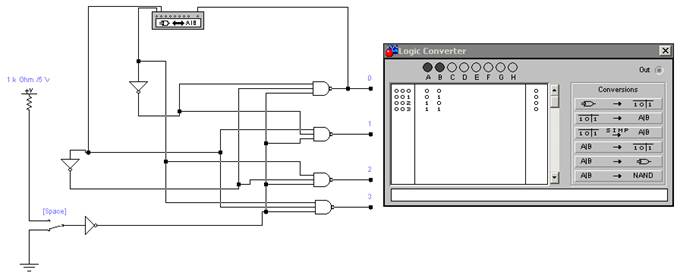 A|B
1 k Ohm /5 V
+V
0
1
2
3
[Space]
Logic Converter
Out
A B C D E F G H
000 0 0 0
001 0 1 0
002 1 0 0
003 1 1 0
Conversions
→ 1 0 | 1
1 0 | 1 → A|B
1 0 | 1 SIMP → A|B
A|B → 1 0 | 1
A|B →
A|B → NAND